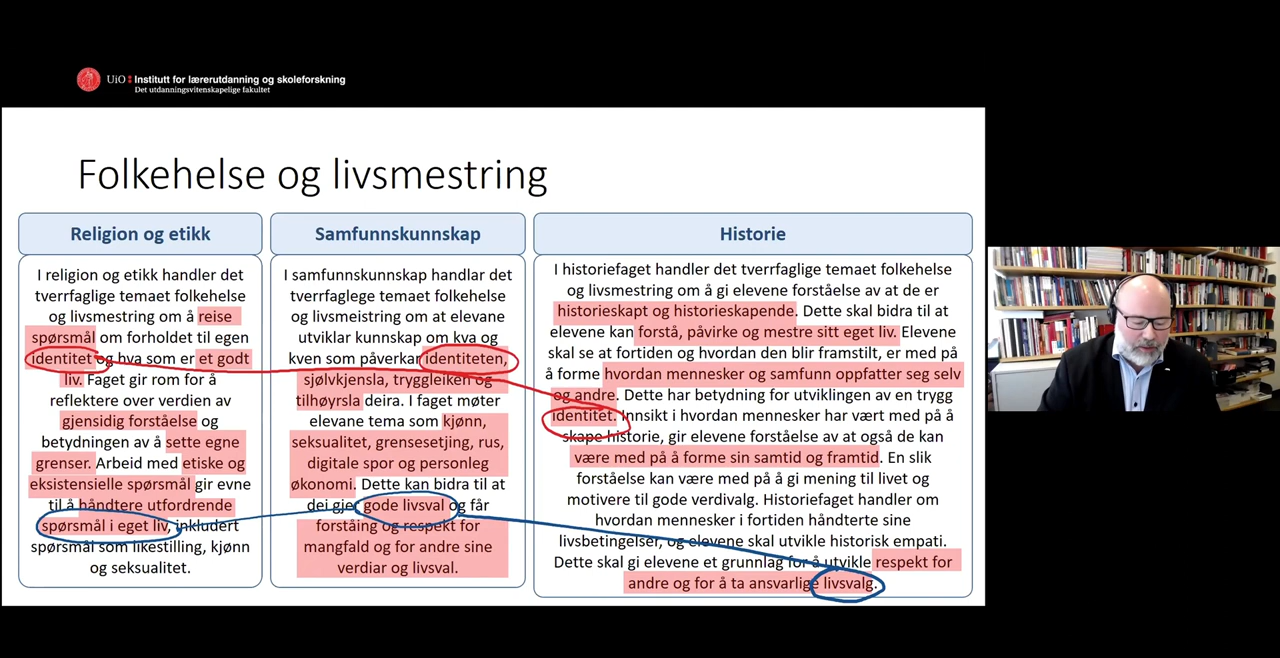 UiO Institutt for lærerutdanning og skoleforskning
Det utdanningsvitenskapelige fakultet
Folkehelse og livsmestring
Religion og etikk
I religion og etikk handler det
tverrfaglige temaet folkehelse
og livsmestring om å reise
spørsmål om forholdet til egen
identitet og hva som er et godt
liv. Faget gir rom for å
reflektere over verdien av
gjensidig forståelse og
betydningen av å sette egne
grenser. Arbeid med etiske og
eksistensielle spørsmål gir evne
til å håndtere utfordrende
spørsmål i eget liv, inkludert
spørsmål som likestilling, kjønn
og seksualitet.
Samfunnskunnskap
I samfunnskunnskap handlar det
tverrfaglege temaet folkehelse
og livsmeistring om at elevane
utviklar kunnskap om kva og
kven som påverkar identiteten,
sjølvkjensla, tryggleiken og
tilhøyrsla deira. I faget møter
elevane tema som kjønn,
seksualitet, grensesetjing, rus,
digitale spor og personleg
økonomi. Dette kan bidra til at
dei gjer gode livsval og får
forståing og respekt for
mangfald og for andre sine
verdiar og livsval.
Historie
I historiefaget handler det tverrfaglige temaet folkehelse
og livsmestring om å gi elevene forståelse av at de er
historieskapt og historieskapende. Dette skal bidra til at
elevene kan forstå, påvirke og mestre sitt eget liv. Elevene
skal se at fortiden og hvordan den blir framstilt, er med på
å forme hvordan mennesker og samfunn oppfatter seg selv
og andre. Dette har betydning for utviklingen av en trygg
identitet. Innsikt i hvordan mennesker har vært med på å
skape historie, gir elevene forståelse av at også de kan
være med på å forme sin samtid og framtid. En slik
forståelse kan være med på å gi mening til livet og
motivere til gode verdivalg. Historiefaget handler om
hvordan mennesker i fortiden håndterte sine
livsbetingelser, og elevene skal utvikle historisk empati.
Dette skal gi elevene et grunnlag for å utvikle respekt for
andre og for å ta ansvarlige livsvalg.